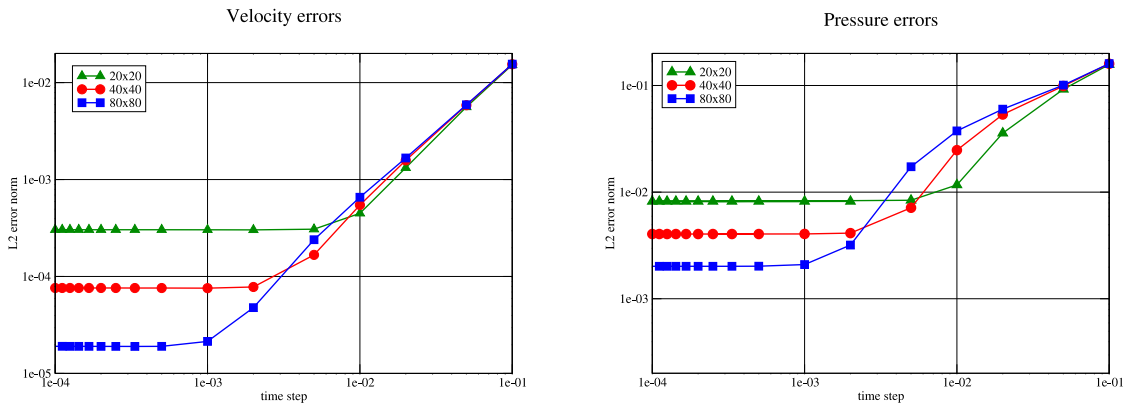 Velocity errors
20x20
40x40
80x80
1e-02
1e-03
1e-04
1e-05
L2 error norm
1e-04 1e-03 1e-02 1e-01
time step
Pressure errors
20x20
40x40
80x80
1e-01
1e-02
1e-03
L2 error norm
1e-04 1e-03 1e-02 1e-01
time step